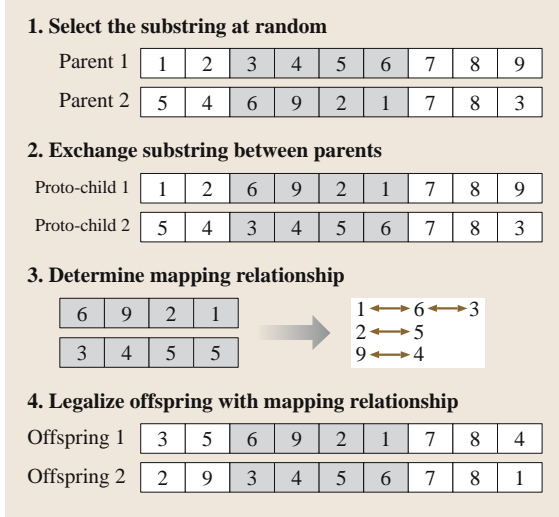 1. Select the substring at random
Parent 1 1 2 3 4 5 6 7 8 9
Parent 2 5 4 6 9 2 1 7 8 3
2. Exchange substring between parents
Proto-child 1 1 2 6 9 2 1 7 8 9
Proto-child 2 5 4 3 4 5 6 7 8 3
3. Determine mapping relationship
6 9 2 1
3 4 5 5
1 6 3
2 5
9 4
4. Legalize offspring with mapping relationship
Offspring 1 3 5 6 9 2 1 7 8 4
Offspring 2 2 9 3 4 5 6 7 8 1